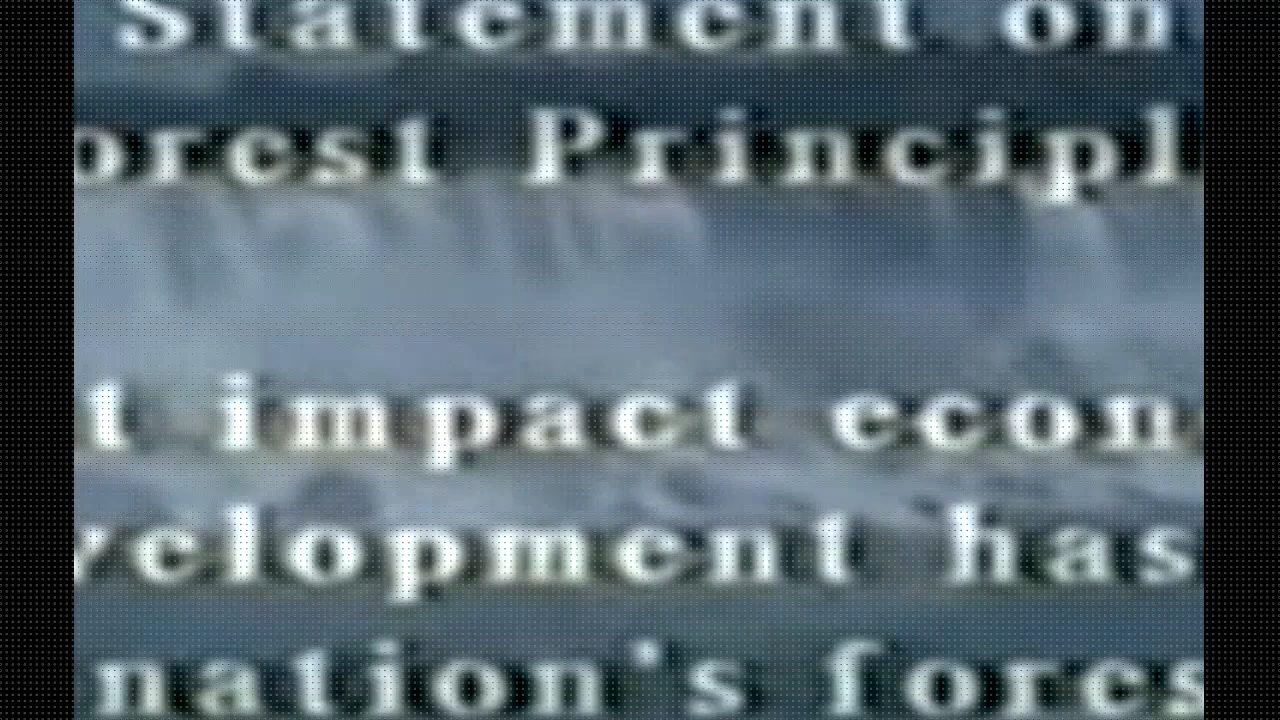 Statement on
orest Principl
t impact econ
velopment has
nation's fores